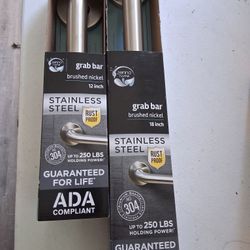 grab bar
brushed nickel
12 inch
STAINLESS
STEEL
RUST
PROOF
304
UP TO 250 LBS
HOLDING POWER!
GUARANTEED
FOR LIFE*
ADA
COMPLIANT
grab bar
brushed nickel
18 inch
STAINLESS
STEEL
RUST
PROOF
304
UP TO 250 LBS
HOLDING POWER!
GUARANTEED